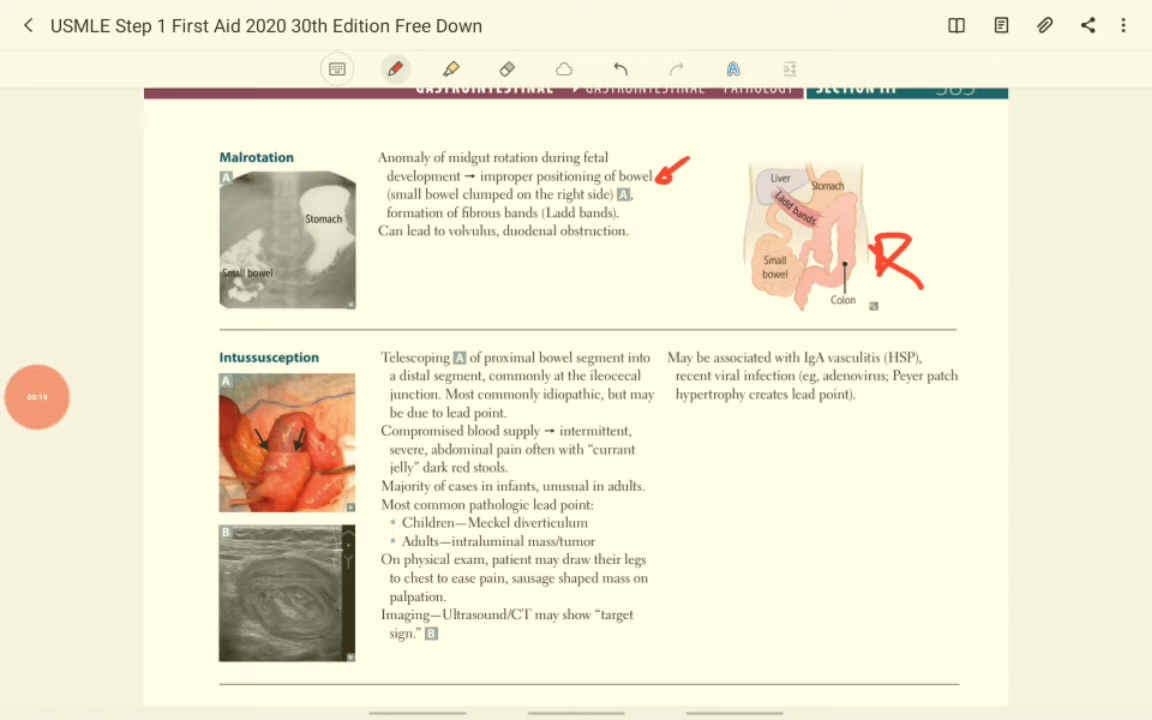 USMLE Step 1 First Aid 2020 30th Edition Free Down
GASTROINTESTINAL ▸ GASTROINTESTINAL PATHOLOGY SECTION III 383
Malrotation
A
Stomach
Small bowel
Anomaly of midgut rotation during fetal
development → improper positioning of bowel
(small bowel clumped on the right side) A,
formation of fibrous bands (Ladd bands).
Can lead to volvulus, duodenal obstruction.
Liver
Stomach
Ladd bands
Small
bowel
Colon
R
00:19
Intussusception
A
B
Telescoping A of proximal bowel segment into
a distal segment, commonly at the ileocecal
junction. Most commonly idiopathic, but may
be due to lead point.
Compromised blood supply → intermittent,
severe, abdominal pain often with “currant
jelly” dark red stools.
Majority of cases in infants, unusual in adults.
Most common pathologic lead point:
▪ Children—Meckel diverticulum
▪ Adults—intraluminal mass/tumor
On physical exam, patient may draw their legs
to chest to ease pain, sausage shaped mass on
palpation.
Imaging—Ultrasound/CT may show “target
sign.” B
May be associated with IgA vasculitis (HSP),
recent viral infection (eg, adenovirus; Peyer patch
hypertrophy creates lead point).